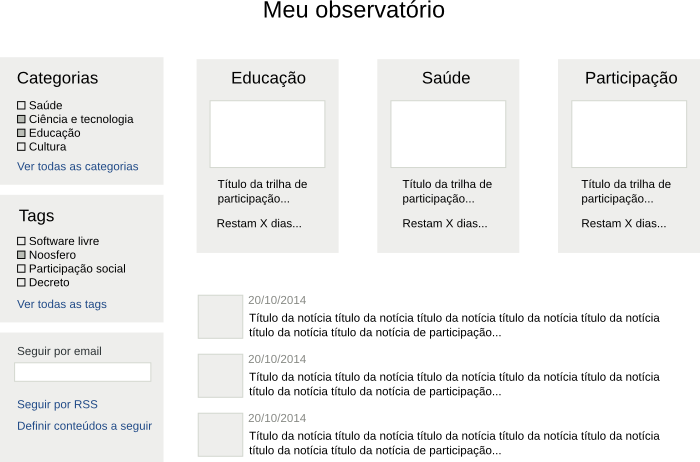 Meu observatório
Categorias
Saúde
Ciência e tecnologia
Educação
Cultura
Ver todas as categorias
Tags
Software livre
Noosfero
Participação social
Decreto
Ver todas as tags
Seguir por email
Seguir por RSS
Definir conteúdos a seguir
Educação
Título da trilha de
participação...
Restam X dias...
Saúde
Título da trilha de
participação...
Restam X dias...
Participação
Título da trilha de
participação...
Restam X dias...
20/10/2014
Título da notícia título da notícia título da notícia título da notícia título da notícia
título da notícia título da notícia de participação...
20/10/2014
Título da notícia título da notícia título da notícia título da notícia título da notícia
título da notícia título da notícia de participação...
20/10/2014
Título da notícia título da notícia título da notícia título da notícia título da notícia
título da notícia título da notícia de participação...